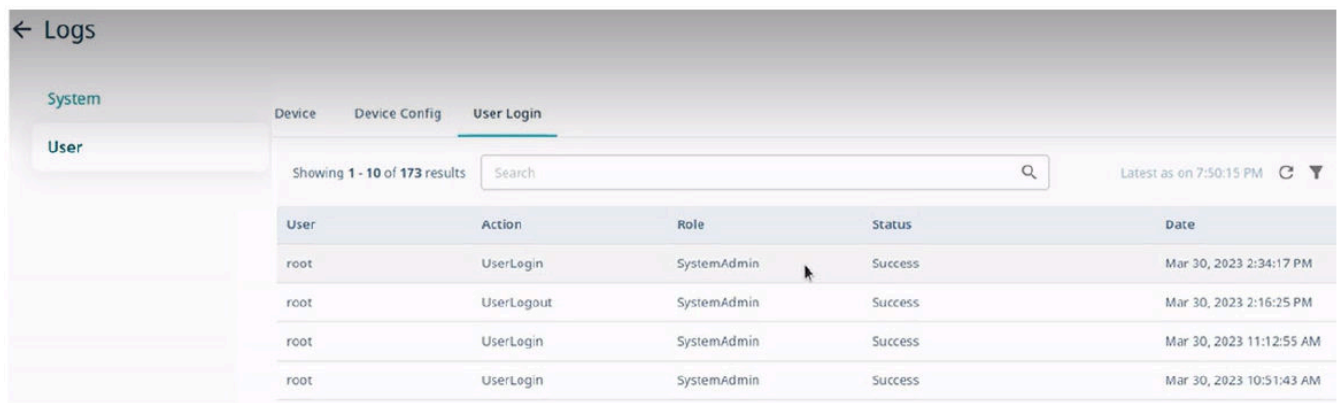 ← Logs
System
User
Device Device Config User Login
Showing 1 - 10 of 173 results Search Latest as on 7:50:15 PM
User Action Role Status Date
root UserLogin SystemAdmin Success Mar 30, 2023 2:34:17 PM
root UserLogout SystemAdmin Success Mar 30, 2023 2:16:25 PM
root UserLogin SystemAdmin Success Mar 30, 2023 11:12:55 AM
root UserLogin SystemAdmin Success Mar 30, 2023 10:51:43 AM